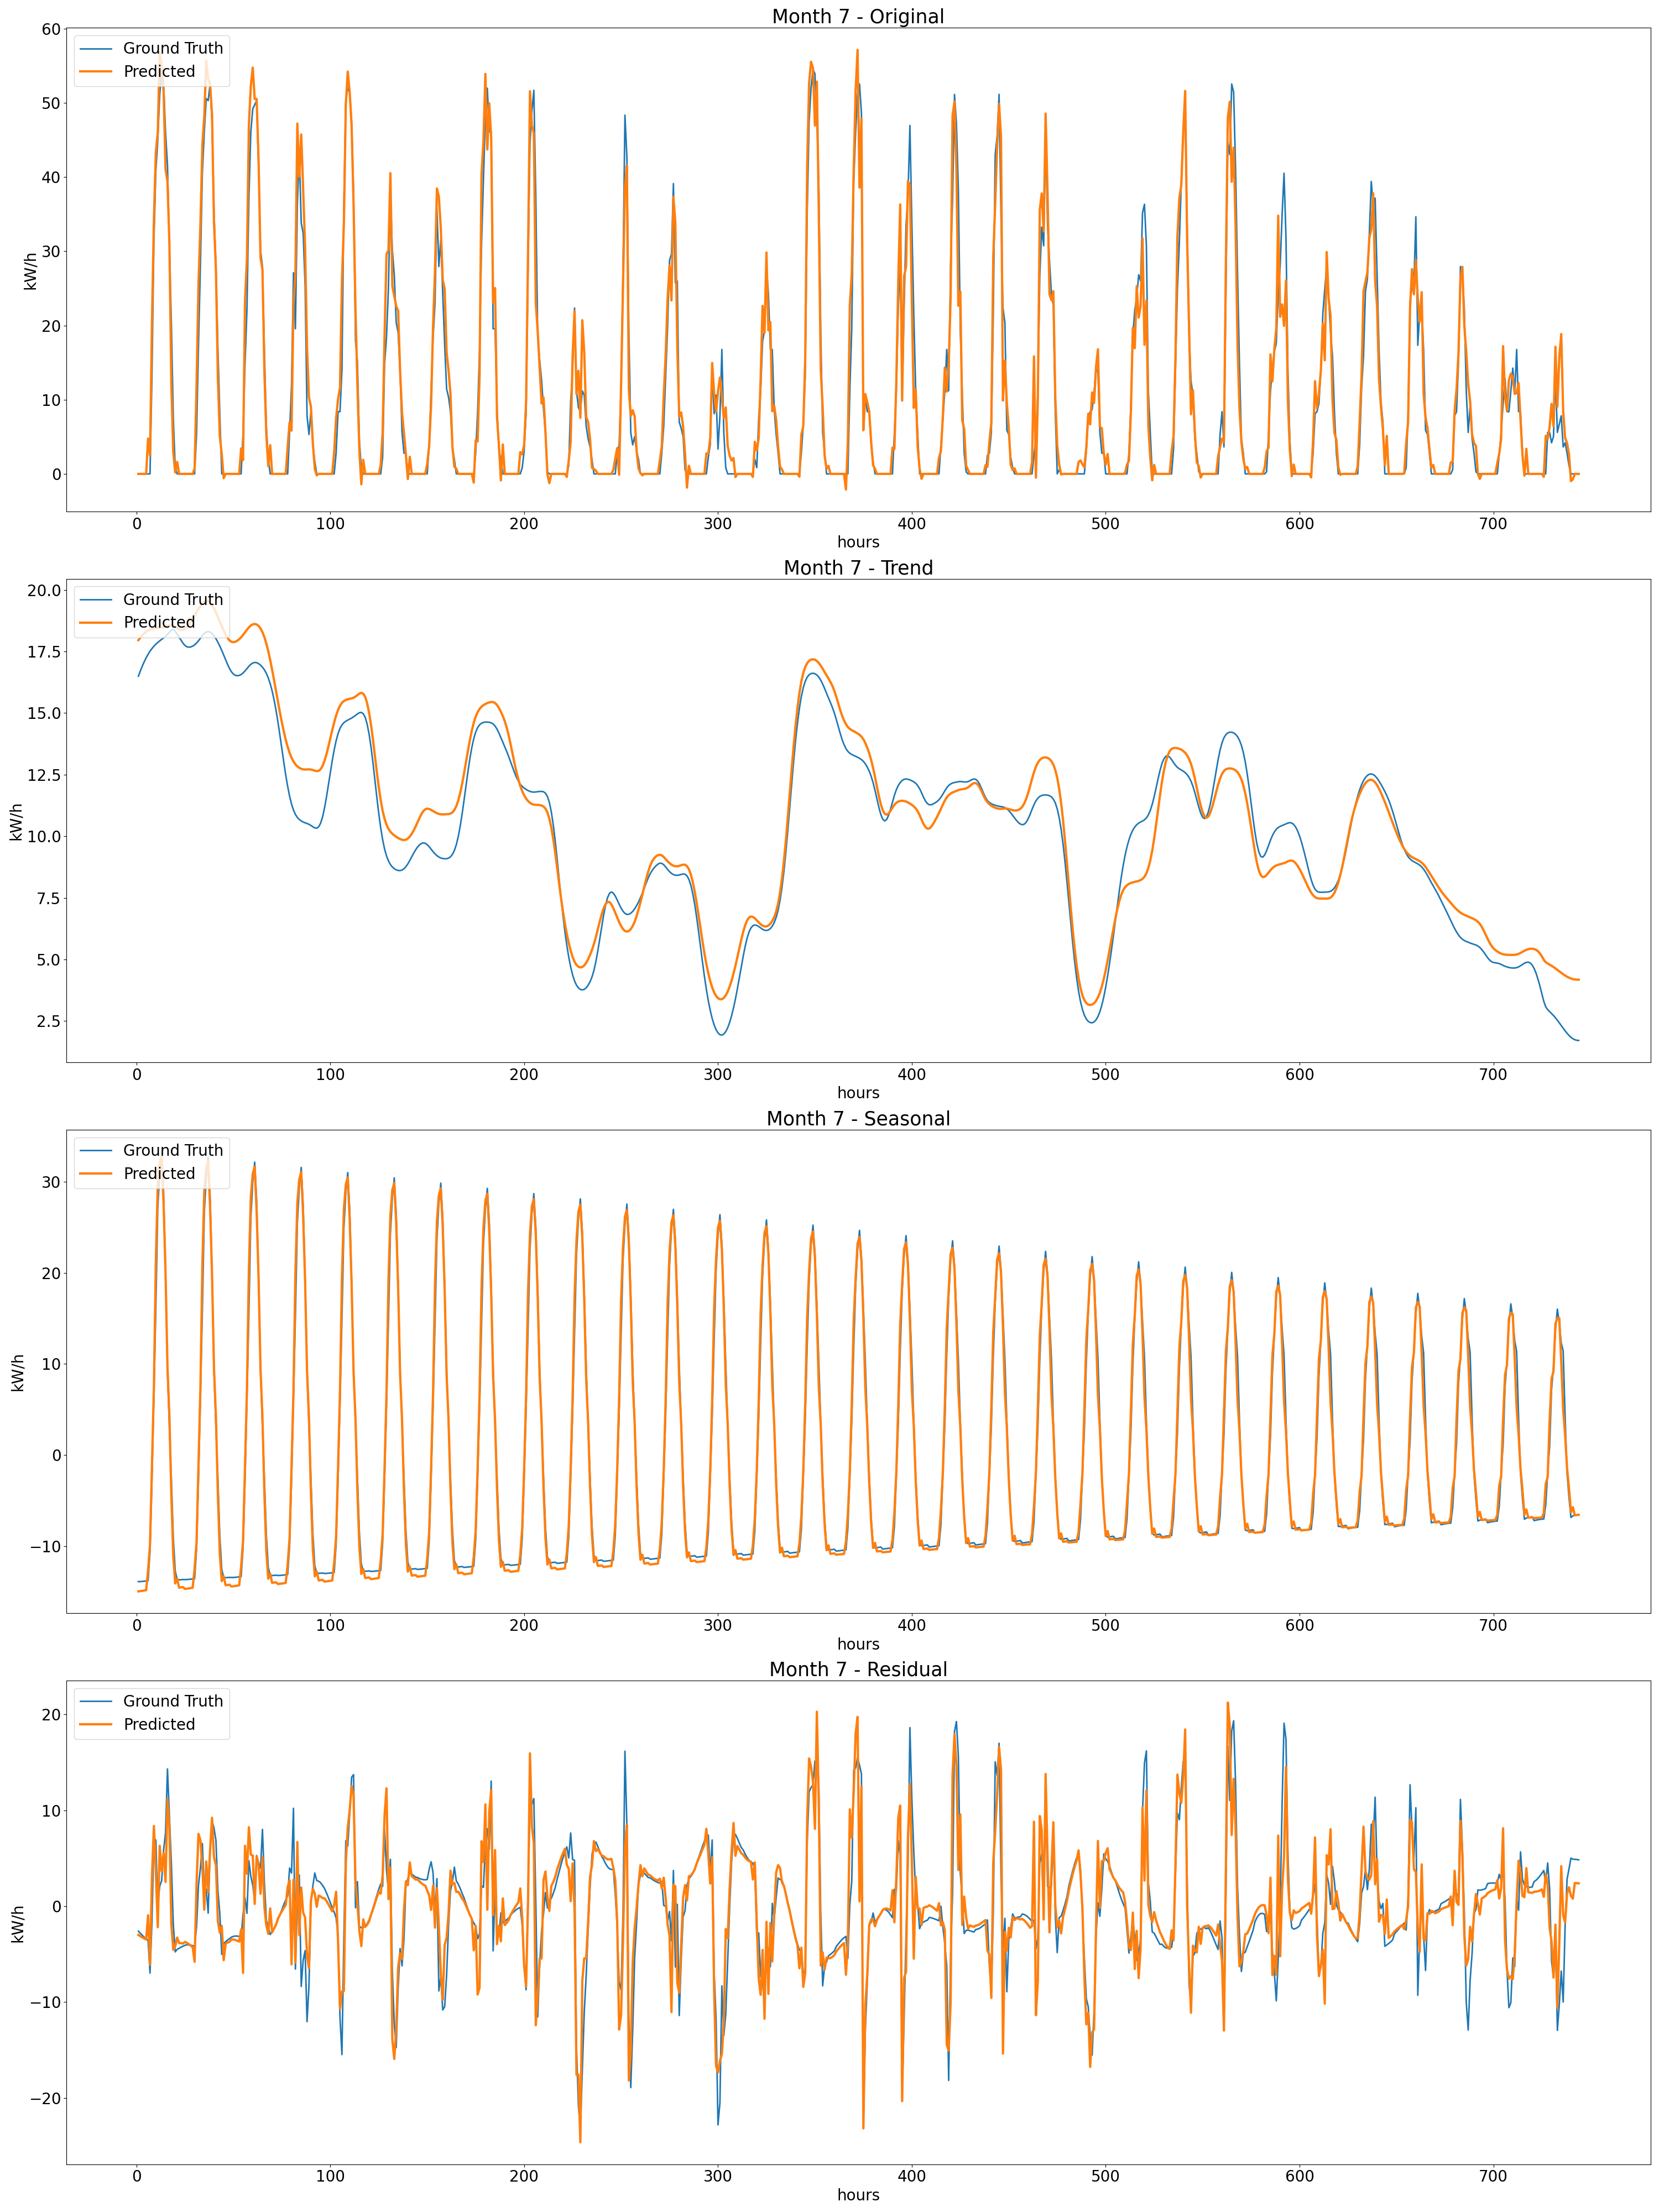 Month 7 - Original
Ground Truth
Predicted
60
50
40
30
20
10
0
kW/h
0 100 200 300 400 500 600 700
hours
Month 7 - Trend
Ground Truth
Predicted
20.0
17.5
15.0
12.5
10.0
7.5
5.0
2.5
kW/h
0 100 200 300 400 500 600 700
hours
Month 7 - Seasonal
Ground Truth
Predicted
30
20
10
0
−10
kW/h
0 100 200 300 400 500 600 700
hours
Month 7 - Residual
Ground Truth
Predicted
20
10
0
−10
−20
kW/h
0 100 200 300 400 500 600 700
hours